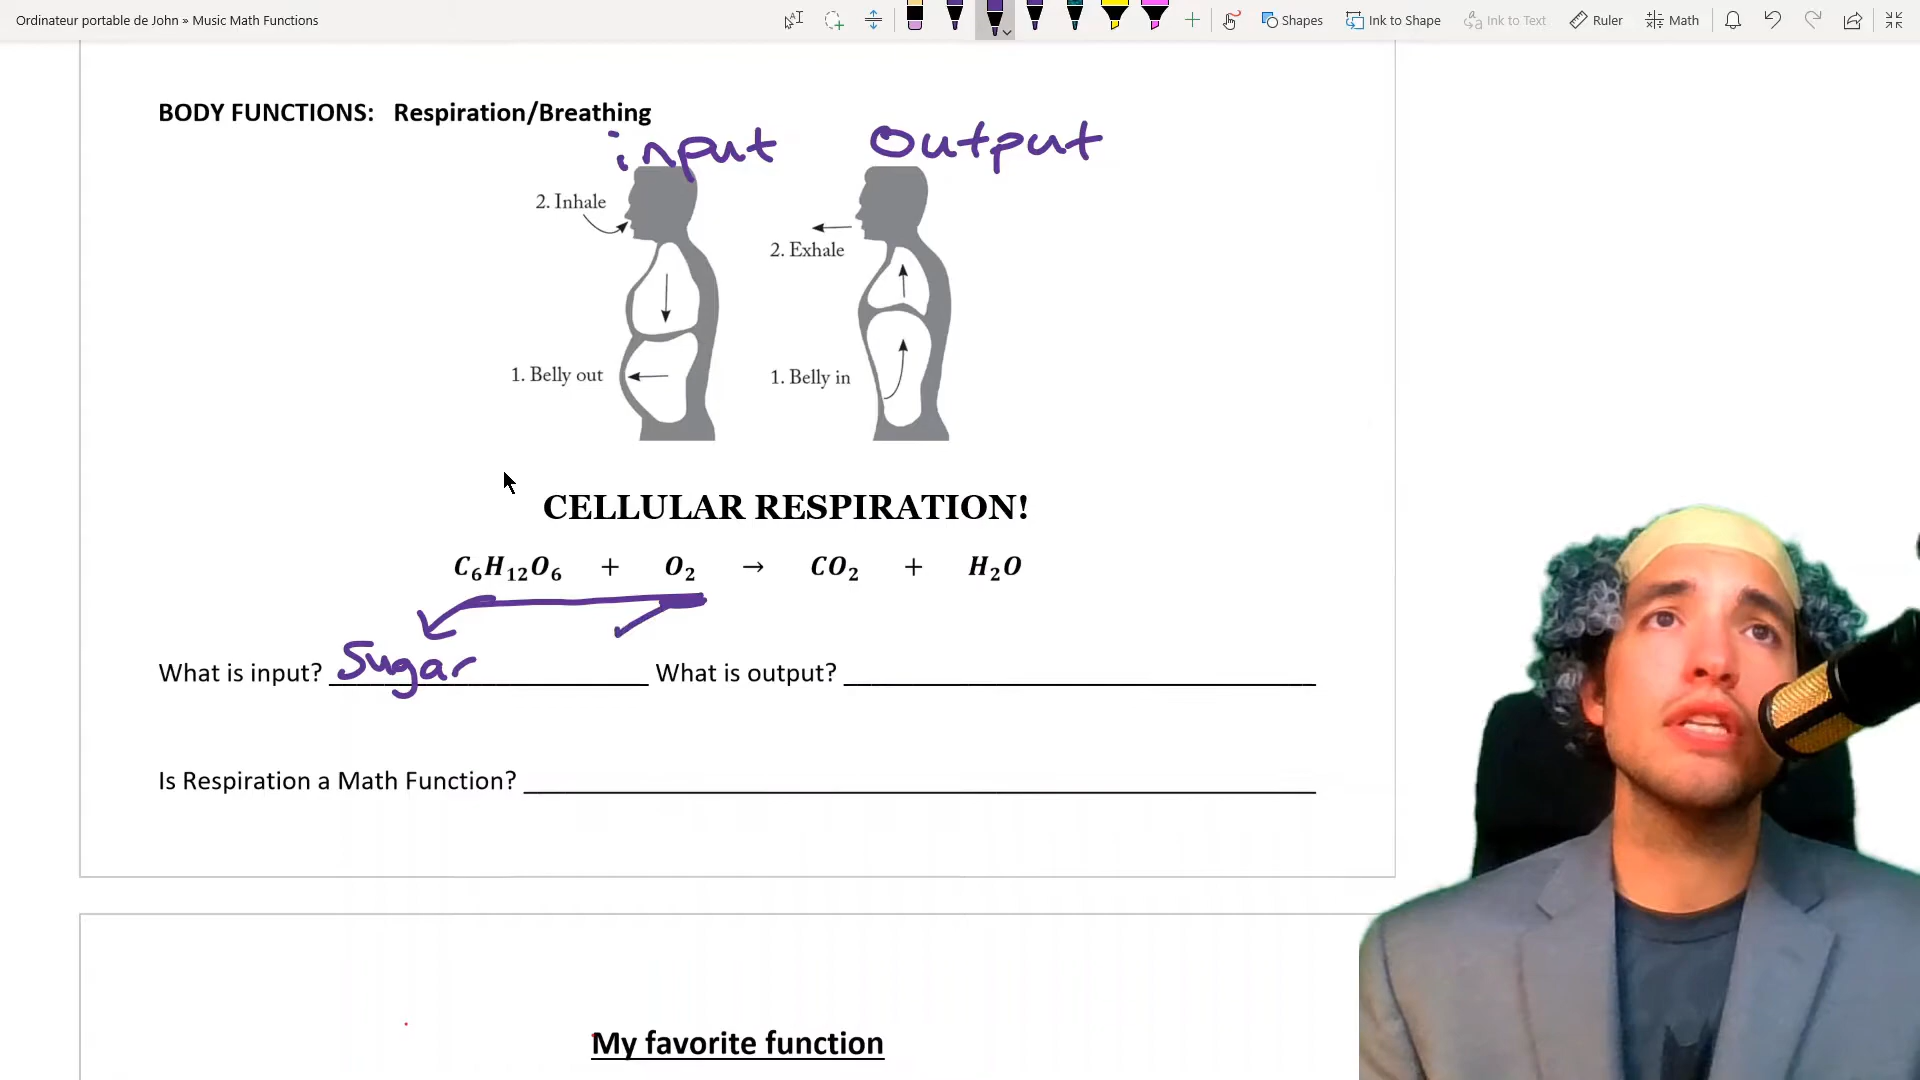 Ordinateur portable de John » Music Math Functions
Shapes Ink to Shape Ink to Text Ruler Math
BODY FUNCTIONS: Respiration/Breathing
input output
2. Inhale
2. Exhale
1. Belly out 1. Belly in
CELLULAR RESPIRATION!
C₆H₁₂O₆ + O₂ → CO₂ + H₂O
What is input? Sugar What is output?
Is Respiration a Math Function?
My favorite function